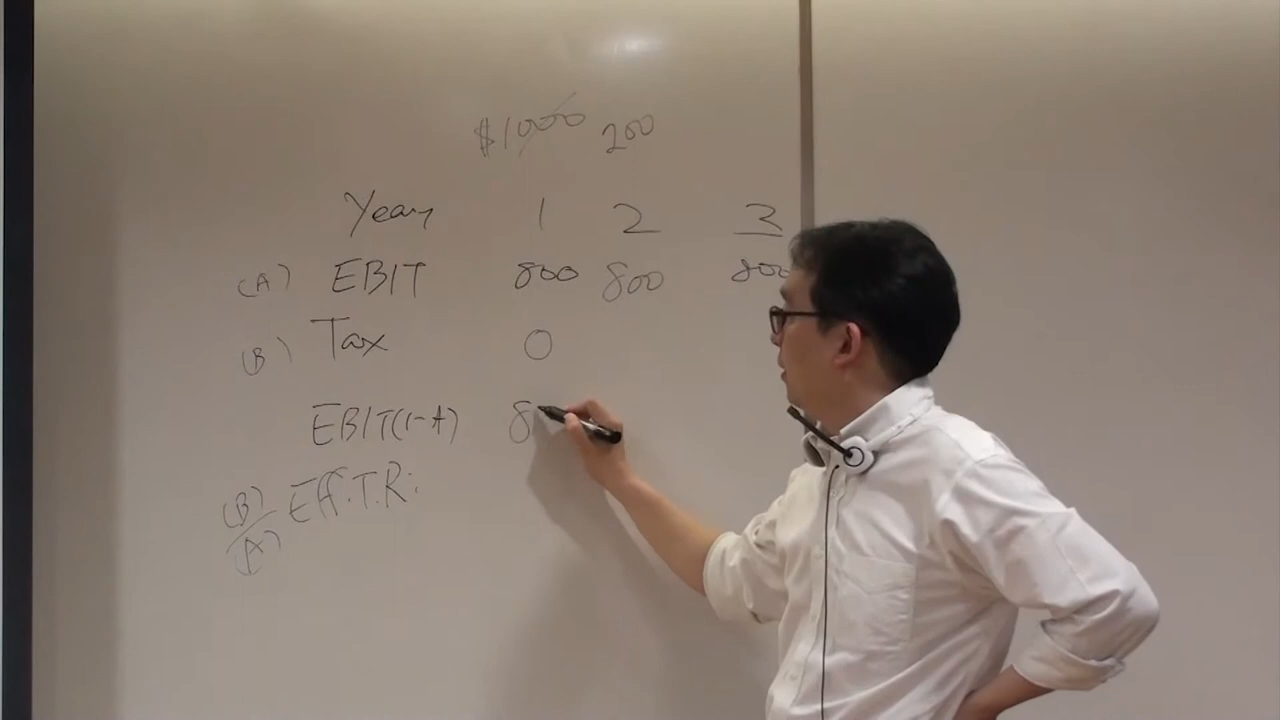 $1000 200
Year 1 2 3
(A) EBIT 800 800 800
(B) Tax 0
EBIT(1-t) 8
(B)/(A) Eff.T.R: